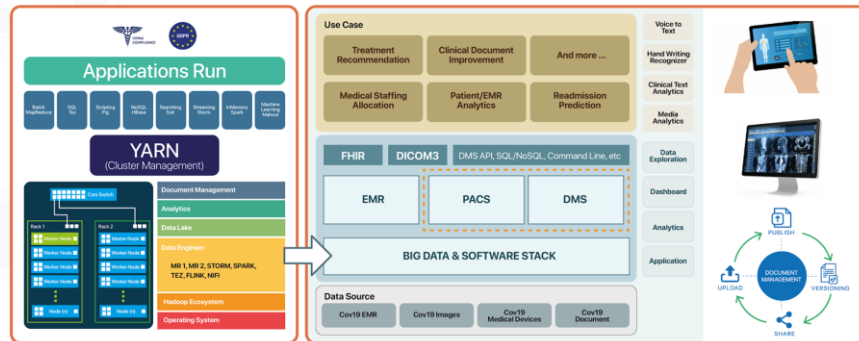 HIPAA
COMPLIANCE
GDPR
Applications Run
Batch
MapReduce
SQL
Tez
Scripting
Pig
NoSQL
HBase
Searching
Solr
Streaming
Storm
InMemory
Spark
Machine
Learning
Mahout
YARN
(Cluster Management)
Core Switch
Rack 1
Rack 2
Master Node
Worker Node
Worker Node
Worker Node
Node (n)
Master Node
Worker Node
Worker Node
Worker Node
Node (n)
Document Management
Analytics
Data Lake
Data Engineer
MR 1, MR 2, STORM, SPARK,
TEZ, FLINK, NIFI
Hadoop Ecosystem
Operating System
Use Case
Treatment
Recommendation
Clinical Document
Improvement
And more ...
Medical Staffing
Allocation
Patient/EMR
Analytics
Readmission
Prediction
FHIR
DICOM3
DMS API, SQL/NoSQL, Command Line, etc
EMR
PACS
DMS
BIG DATA & SOFTWARE STACK
Data Source
Cov19 EMR
Cov19 Images
Cov19
Medical Devices
Cov19
Document
Voice to
Text
Hand Writing
Recognizer
Clinical Text
Analytics
Media
Analytics
Data
Exploration
Dashboard
Analytics
Application
PUBLISH
UPLOAD
DOCUMENT
MANAGEMENT
VERSIONING
SHARE